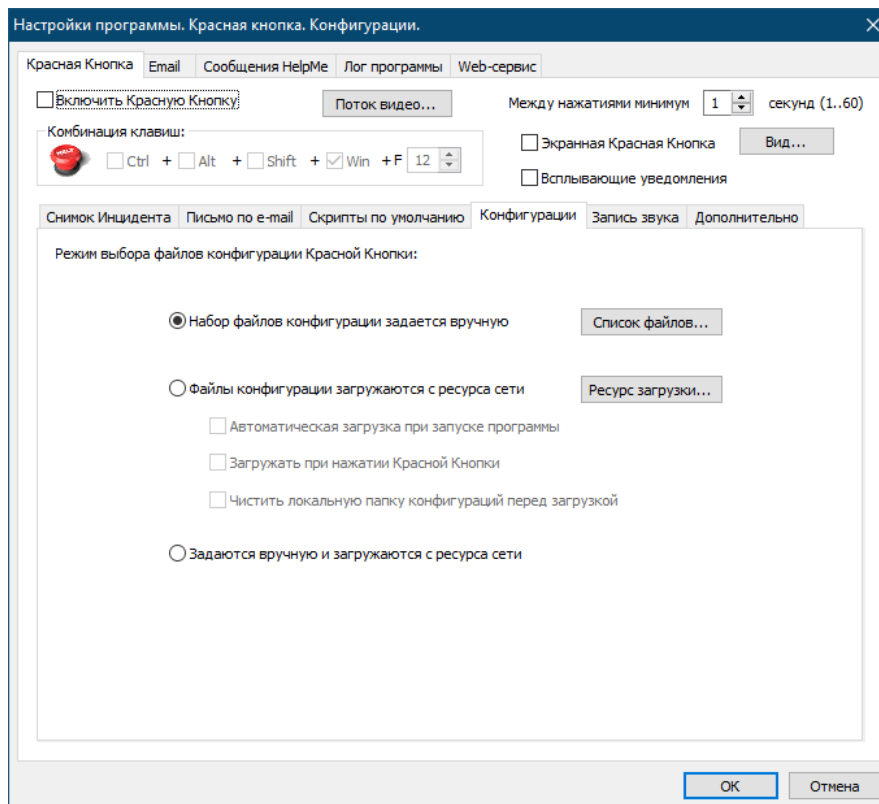 Настройки программы. Красная кнопка. Конфигурации.
Красная Кнопка Email Сообщения HelpMe Лог программы Web-сервис
Включить Красную Кнопку Поток видео... Между нажатиями минимум 1 секунд (1..60)
Комбинация клавиш:
Ctrl + Alt + Shift + Win + F 12
Экранная Красная Кнопка Вид...
Всплывающие уведомления
Снимок Инцидента Письмо по e-mail Скрипты по умолчанию Конфигурации Запись звука Дополнительно
Режим выбора файлов конфигурации Красной Кнопки:
Набор файлов конфигурации задается вручную Список файлов...
Файлы конфигурации загружаются с ресурса сети Ресурс загрузки...
Автоматическая загрузка при запуске программы
Загружать при нажатии Красной Кнопки
Чистить локальную папку конфигураций перед загрузкой
Задаются вручную и загружаются с ресурса сети
OK Отмена